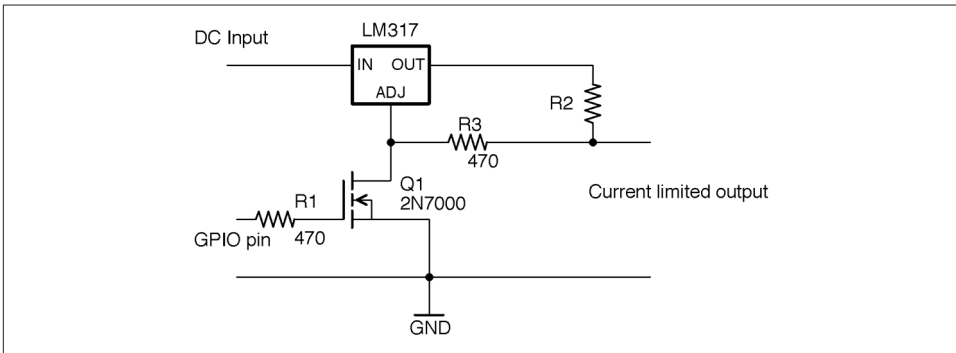 LM317
DC Input
IN OUT
ADJ
R2
R3
470
Q1
2N7000
Current limited output
R1
GPIO pin 470
GND